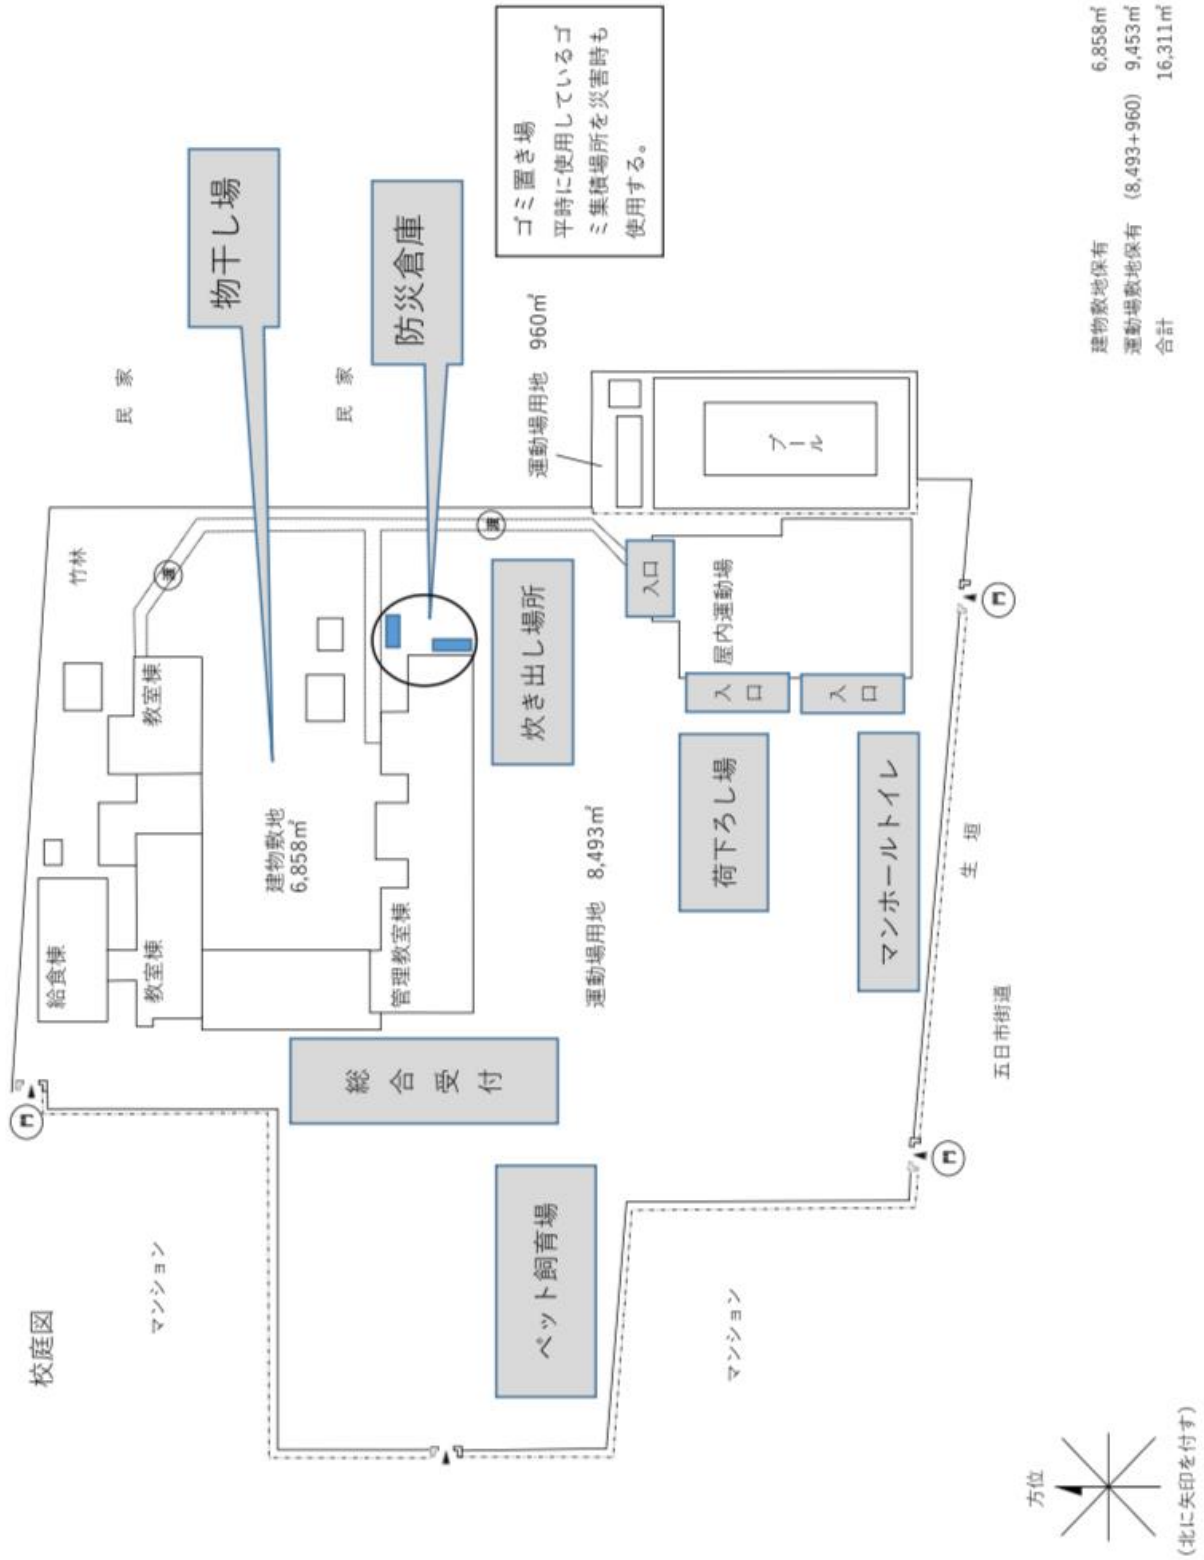 校庭図
マンション
門
給食棟
教室棟
教室棟
竹林
渡
民 家
物干し場
建物敷地
6,858㎡
民 家
防災倉庫
総合受付
管理教室棟
渡
ペット飼育場
炊き出し場所
運動場用地 8,493㎡
運動場用地 960㎡
ゴミ置き場
平時に使用しているゴ
ミ集積場所を災害時も
使用する。
入口
屋内運動場
入口
入口
プール
荷下ろし場
マンホールトイレ
マンション
門
門
生 垣
五日市街道
方位
(北に矢印を付す)
建物敷地保有 6,858㎡
運動場敷地保有 (8,493+960) 9,453㎡
合計 16,311㎡